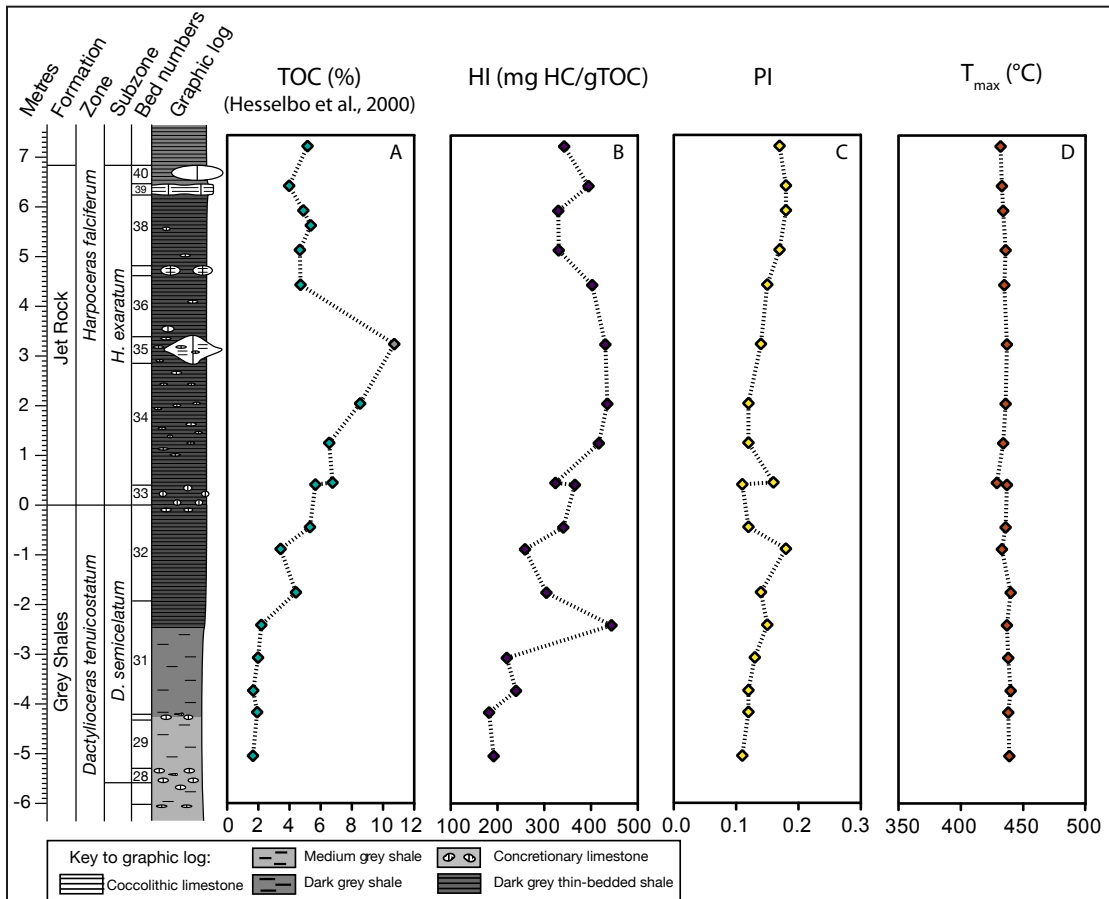 Metres
Formation
Zone
Subzone
Bed numbers
Graphic log
TOC (%)
(Hesselbo et al., 2000)
HI (mg HC/gTOC)
PI
Tmax (°C)
A
B
C
D
7
6
5
4
3
2
1
0
-1
-2
-3
-4
-5
-6
Jet Rock
Grey Shales
Harpoceras falciferum
Dactylioceras tenuicostatum
H. exaratum
D. semicelatum
40
39
38
36
35
34
33
32
31
29
28
0 2 4 6 8 10 12
100 200 300 400 500
0.0 0.1 0.2 0.3
350 400 450 500
Key to graphic log:
Coccolithic limestone
Medium grey shale
Dark grey shale
Concretionary limestone
Dark grey thin-bedded shale